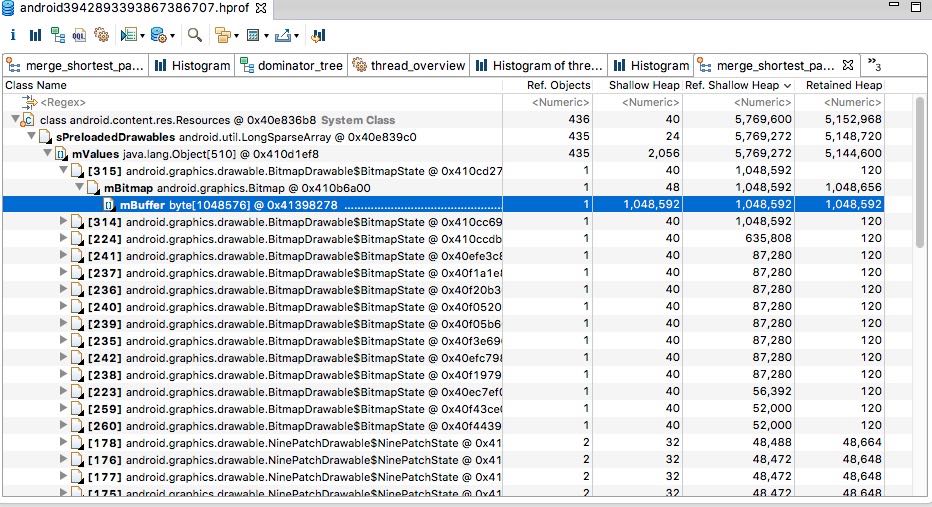 android3942893393867386707.hprof
merge_shortest_pa... Histogram dominator_tree thread_overview Histogram of thre... Histogram merge_shortest_pa... »3
Class Name Ref. Objects Shallow Heap Ref. Shallow Heap Retained Heap
<Regex> <Numeric> <Numeric> <Numeric> <Numeric>
class android.content.res.Resources @ 0x40e836b8 System Class 436 40 5,769,600 5,152,968
sPreloadedDrawables android.util.LongSparseArray @ 0x40e839c0 435 24 5,769,272 5,148,720
mValues java.lang.Object[510] @ 0x410d1ef8 435 2,056 5,769,272 5,144,600
[315] android.graphics.drawable.BitmapDrawable$BitmapState @ 0x410cd27 1 40 1,048,592 120
mBitmap android.graphics.Bitmap @ 0x410b6a00 1 48 1,048,592 1,048,656
mBuffer byte[1048576] @ 0x41398278 1 1,048,592 1,048,592 1,048,592
[314] android.graphics.drawable.BitmapDrawable$BitmapState @ 0x410cc69 1 40 1,048,592 120
[224] android.graphics.drawable.BitmapDrawable$BitmapState @ 0x410ccdb 1 40 635,808 120
[241] android.graphics.drawable.BitmapDrawable$BitmapState @ 0x40efe3c8 1 40 87,280 120
[237] android.graphics.drawable.BitmapDrawable$BitmapState @ 0x40f1a1e8 1 40 87,280 120
[236] android.graphics.drawable.BitmapDrawable$BitmapState @ 0x40f20b3 1 40 87,280 120
[240] android.graphics.drawable.BitmapDrawable$BitmapState @ 0x40f0520 1 40 87,280 120
[239] android.graphics.drawable.BitmapDrawable$BitmapState @ 0x40f05b6 1 40 87,280 120
[235] android.graphics.drawable.BitmapDrawable$BitmapState @ 0x40f3e69 1 40 87,280 120
[242] android.graphics.drawable.BitmapDrawable$BitmapState @ 0x40efc79 1 40 87,280 120
[238] android.graphics.drawable.BitmapDrawable$BitmapState @ 0x40f1979 1 40 87,280 120
[223] android.graphics.drawable.BitmapDrawable$BitmapState @ 0x40ec7ef 1 40 56,392 120
[259] android.graphics.drawable.BitmapDrawable$BitmapState @ 0x40f43ce 1 40 52,000 120
[260] android.graphics.drawable.BitmapDrawable$BitmapState @ 0x40f4439 1 40 52,000 120
[178] android.graphics.drawable.NinePatchDrawable$NinePatchState @ 0x41 2 32 48,488 48,664
[176] android.graphics.drawable.NinePatchDrawable$NinePatchState @ 0x41 2 32 48,472 48,648
[177] android.graphics.drawable.NinePatchDrawable$NinePatchState @ 0x41 2 32 48,472 48,648
[175] android.graphics.drawable.NinePatchDrawable$NinePatchState @ 0x41 2 32 48,472 48,648